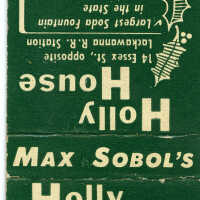 Largest Soda Fountain
in the State
14 Essex St., opposite
Lackawanna R. R. Station
Holly
House
MAX SOBOL'S
Holly